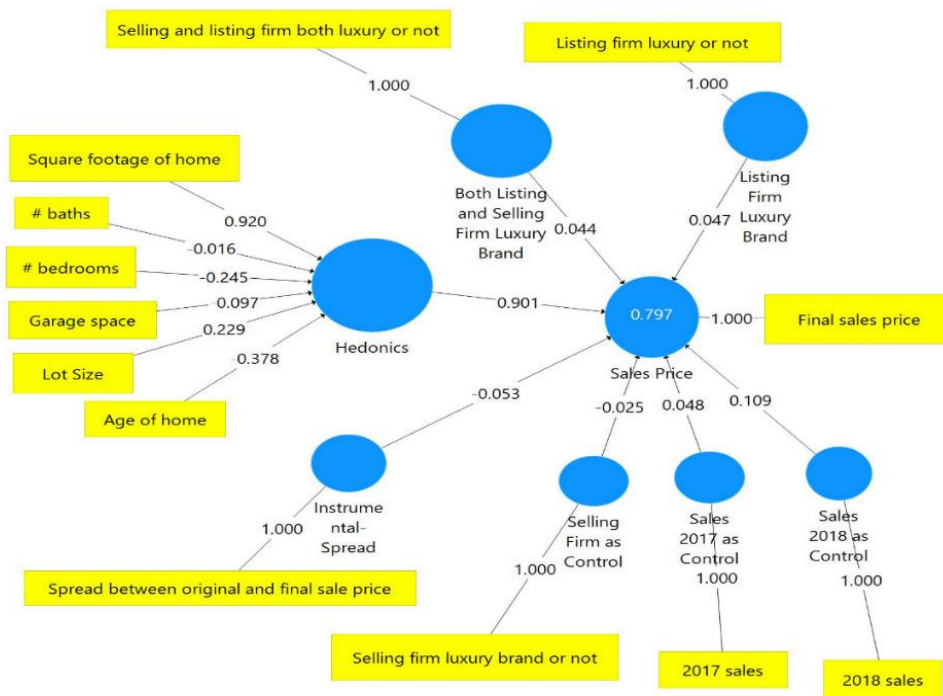 Selling and listing firm both luxury or not
Listing firm luxury or not
1.000
1.000
Square footage of home
# baths
# bedrooms
Garage space
Lot Size
Age of home
0.920
-0.016
-0.245
-0.097
0.229
-0.378
Hedonics
Both Listing
and Selling
Firm Luxury
Brand
Listing
Firm
Luxury
Brand
0.044
0.047
0.901
0.797
1.000
Final sales price
Sales Price
-0.053
-0.025
0.048
0.109
Instrume
ntal-
Spread
1.000
Selling
Firm as
Control
Sales
2017 as
Control
Sales
2018 as
Control
1.000
1.000
1.000
Spread between original and final sale price
Selling firm luxury brand or not
2017 sales
2018 sales